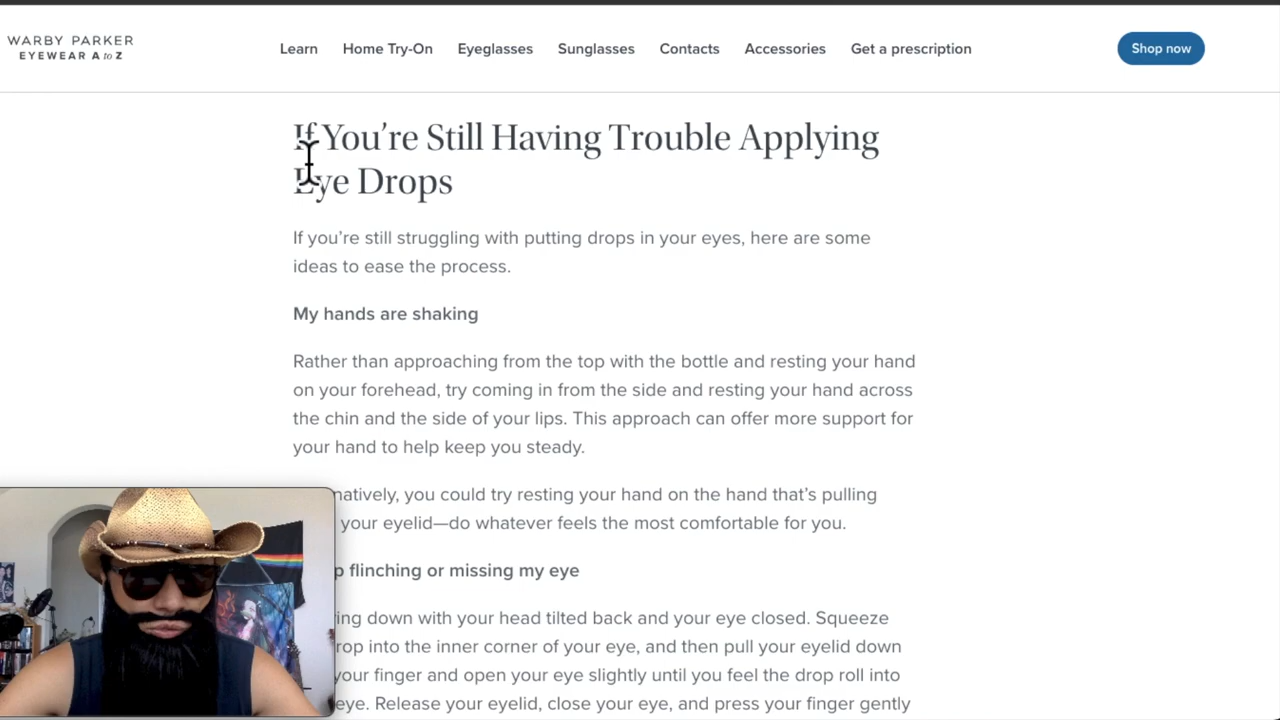 WARBY PARKER
EYEWEAR A to Z
Learn Home Try-On Eyeglasses Sunglasses Contacts Accessories Get a prescription
Shop now
If You’re Still Having Trouble Applying
Eye Drops
If you’re still struggling with putting drops in your eyes, here are some
ideas to ease the process.
My hands are shaking
Rather than approaching from the top with the bottle and resting your hand
on your forehead, try coming in from the side and resting your hand across
the chin and the side of your lips. This approach can offer more support for
your hand to help keep you steady.
natively, you could try resting your hand on the hand that’s pulling
your eyelid—do whatever feels the most comfortable for you.
p flinching or missing my eye
ing down with your head tilted back and your eye closed. Squeeze
rop into the inner corner of your eye, and then pull your eyelid down
your finger and open your eye slightly until you feel the drop roll into
eye. Release your eyelid, close your eye, and press your finger gently